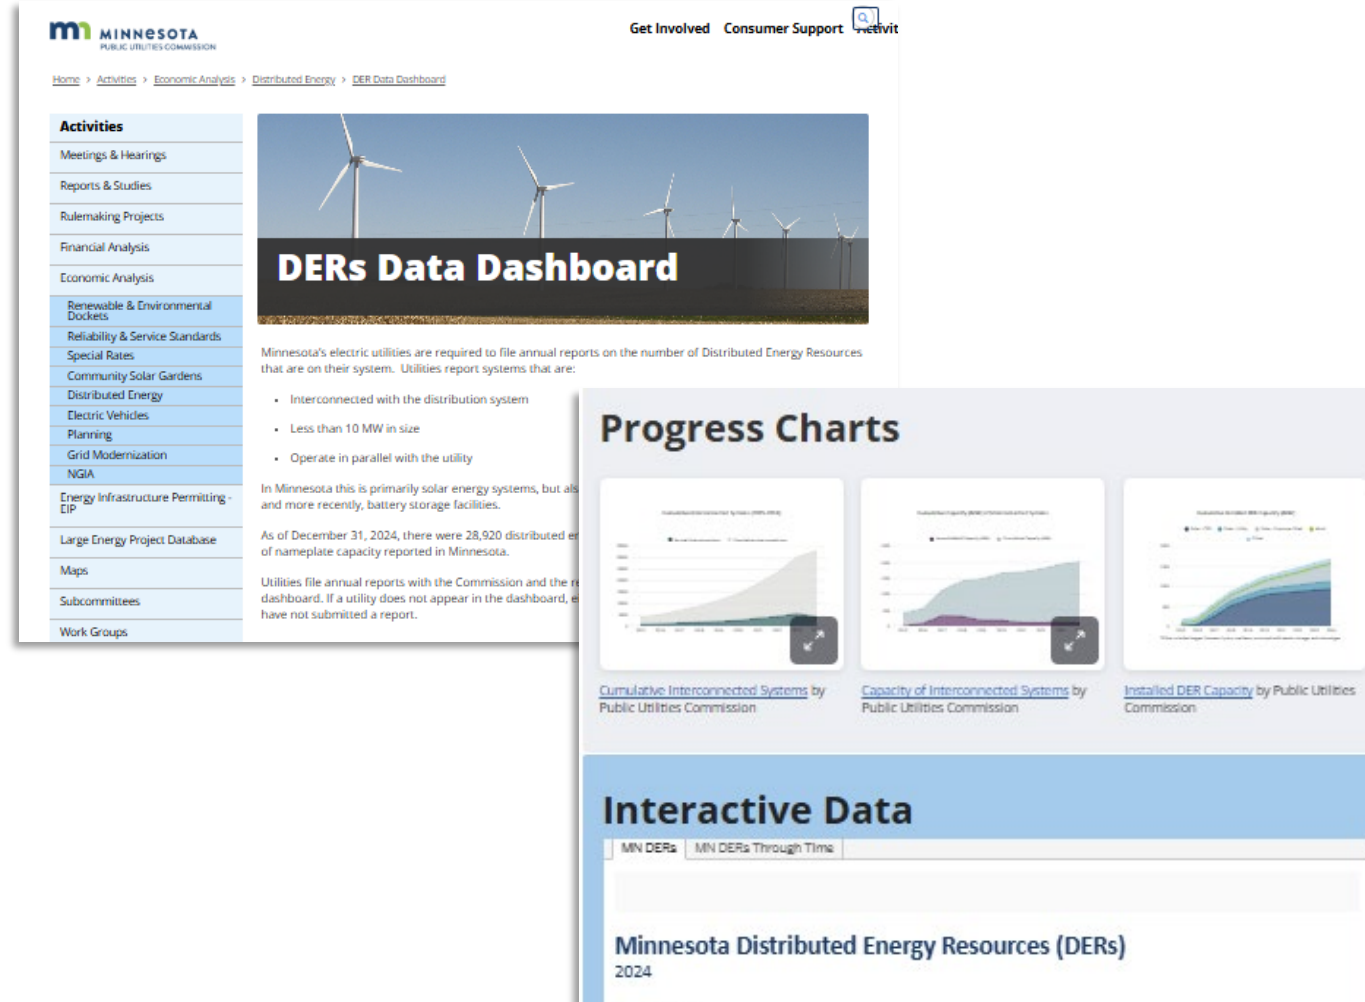 MINNESOTA
PUBLIC UTILITIES COMMISSION
Get Involved Consumer Support Activit
Home > Activities > Economic Analysis > Distributed Energy > DER Data Dashboard
Activities
Meetings & Hearings
Reports & Studies
Rulemaking Projects
Financial Analysis
Economic Analysis
Renewable & Environmental
Dockets
Reliability & Service Standards
Special Rates
Community Solar Gardens
Distributed Energy
Electric Vehicles
Planning
Grid Modernization
NGIA
Energy Infrastructure Permitting -
EIP
Large Energy Project Database
Maps
Subcommittees
Work Groups
DERs Data Dashboard
Minnesota's electric utilities are required to file annual reports on the number of Distributed Energy Resources
that are on their system. Utilities report systems that are:
• Interconnected with the distribution system
• Less than 10 MW in size
• Operate in parallel with the utility
In Minnesota this is primarily solar energy systems, but als
and more recently, battery storage facilities.
As of December 31, 2024, there were 28,920 distributed er
of nameplate capacity reported in Minnesota.
Utilities file annual reports with the Commission and the re
dashboard. If a utility does not appear in the dashboard, e
have not submitted a report.
Progress Charts
Cumulative Interconnected Systems by
Public Utilities Commission
Capacity of Interconnected Systems by
Public Utilities Commission
Installed DER Capacity by Public Utilities
Commission
Interactive Data
MN DERs MN DERs Through Time
Minnesota Distributed Energy Resources (DERs)
2024